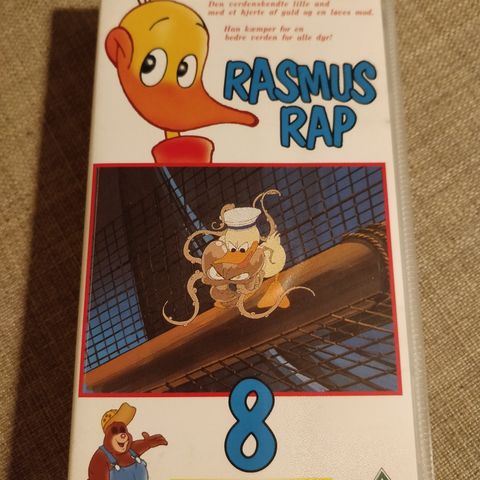 Den verdenskendte lille and
med et hjerte af guld og en løves mod.
Han kæmper for en
bedre verden for alle dyr!
RASMUS
RAP
8